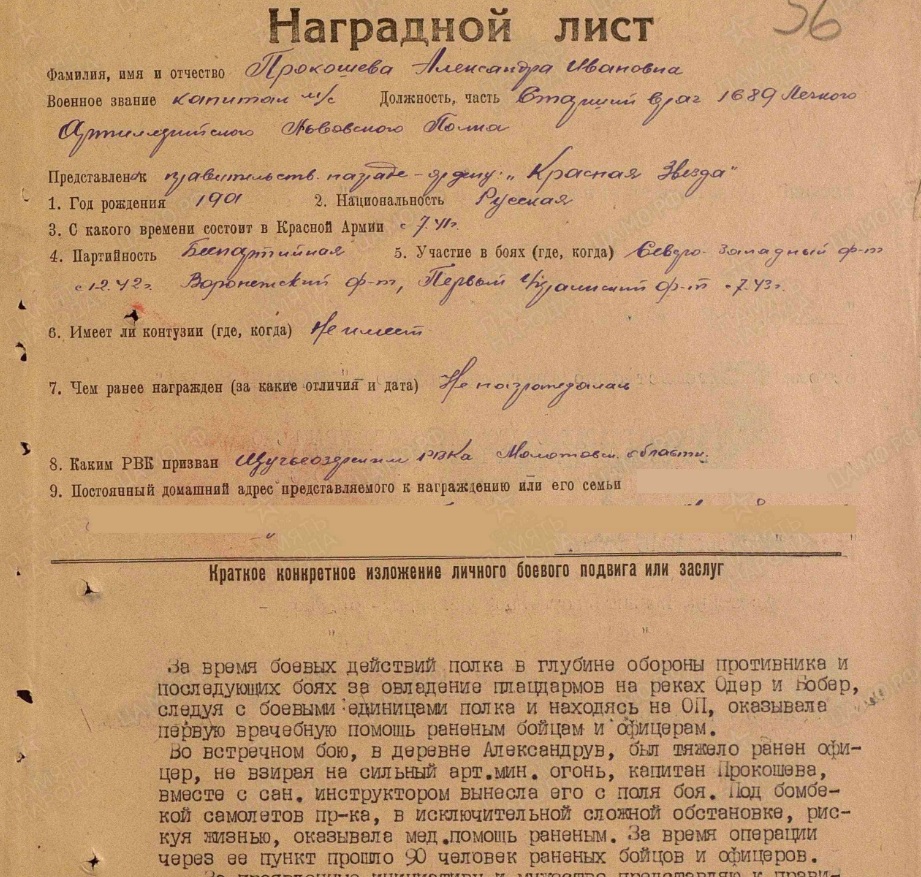 56
Наградной лист
Фамилия, имя и отчество Прокошева Александра Ивановна
Военное звание капитан м/с Должность, часть Старший врач 1689 Легкого
Артиллерийского Львовского Полка
Представлен к правительств. награде - ордену: „Красная Звезда"
1. Год рождения 1901 2. Национальность Русская
3. С какого времени состоит в Красной Армии с 7.41г.
4. Партийность Беспартийная 5. Участие в боях (где, когда) Северо-Западный ф-т
с 12.42г. Воронежский ф-т, Первый Украинский ф-т с 7.43г.
6. Имеет ли контузии (где, когда) Не имеет
7. Чем ранее награжден (за какие отличия и дата) Не награждалась
8. Каким РВК призван Щучьеозерским РВКа Молотовск. области.
9. Постоянный домашний адрес представляемого к награждению или его семьи
Краткое конкретное изложение личного боевого подвига или заслуг
За время боевых действий полка в глубине обороны противника и
последующих боях за овладение плацдармов на реках Одер и Бобер,
следуя с боевыми единицами полка и находясь на ОП, оказывала
первую врачебную помощь раненым бойцам и офицерам.
Во встречном бою, в деревне Александрув, был тяжело ранен офи-
цер, не взирая на сильный арт.мин. огонь, капитан Прокошева,
вместе с сан. инструктором вынесла его с поля боя. Под бомбе-
кой самолетов пр-ка, в исключительной сложной обстановке, рис-
куя жизнью, оказывала мед.помощь раненым. За время операции
через ее пункт прошло 90 человек раненых бойцов и офицеров.
За проявленные инициативу и мужество представляю к прави-